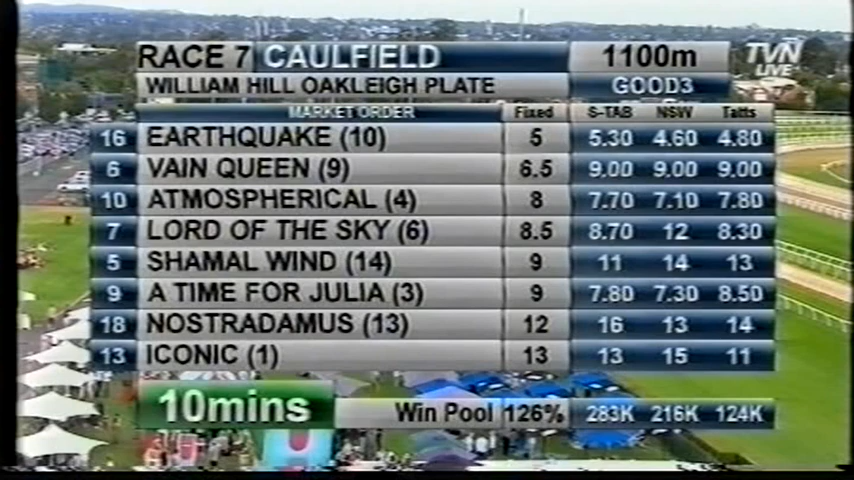 RACE 7 CAULFIELD 1100m
TVN
LIVE
WILLIAM HILL OAKLEIGH PLATE GOOD3
MARKET ORDER Fixed S-TAB NSW Tatts
16 EARTHQUAKE (10) 5 5.30 4.60 4.80
6 VAIN QUEEN (9) 6.5 9.00 9.00 9.00
10 ATMOSPHERICAL (4) 8 7.70 7.10 7.80
7 LORD OF THE SKY (6) 8.5 8.70 12 8.30
5 SHAMAL WIND (14) 9 11 14 13
9 A TIME FOR JULIA (3) 9 7.80 7.30 8.50
18 NOSTRADAMUS (13) 12 16 13 14
13 ICONIC (1) 13 13 15 11
10mins Win Pool 126% 283K 216K 124K